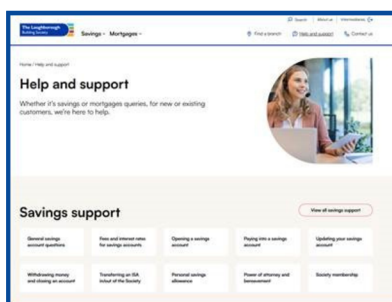 Search About us Intermediaries
The Loughborough
Building Society
Savings Mortgages
Find a branch Help and support Contact us
Home / Help and support
Help and support
Whether it's savings or mortgages queries, for new or existing
customers, we're here to help.
Savings support
View all savings support
General savings
account questions
Fees and interest rates
for savings accounts
Opening a savings
account
Paying into a savings
account
Updating your savings
account
Withdrawing money
and closing an account
Transferring an ISA
in/out of the Society
Personal savings
allowance
Power of attorney and
bereavement
Society membership